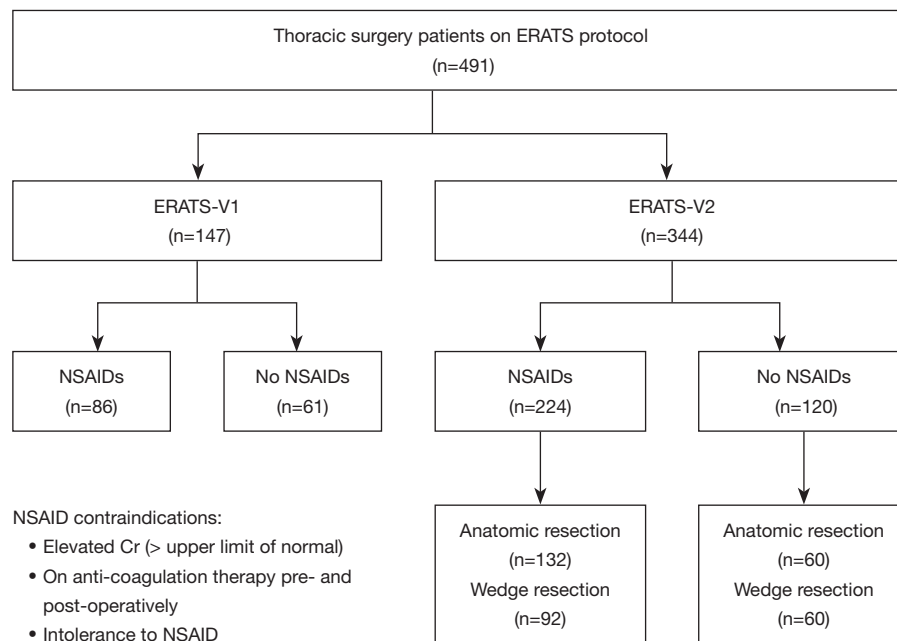 Thoracic surgery patients on ERATS protocol
(n=491)
ERATS-V1
(n=147)
ERATS-V2
(n=344)
NSAIDs
(n=86)
No NSAIDs
(n=61)
NSAIDs
(n=224)
No NSAIDs
(n=120)
Anatomic resection
(n=132)
Wedge resection
(n=92)
Anatomic resection
(n=60)
Wedge resection
(n=60)
NSAID contraindications:
• Elevated Cr (> upper limit of normal)
• On anti-coagulation therapy pre- and
post-operatively
• Intolerance to NSAID